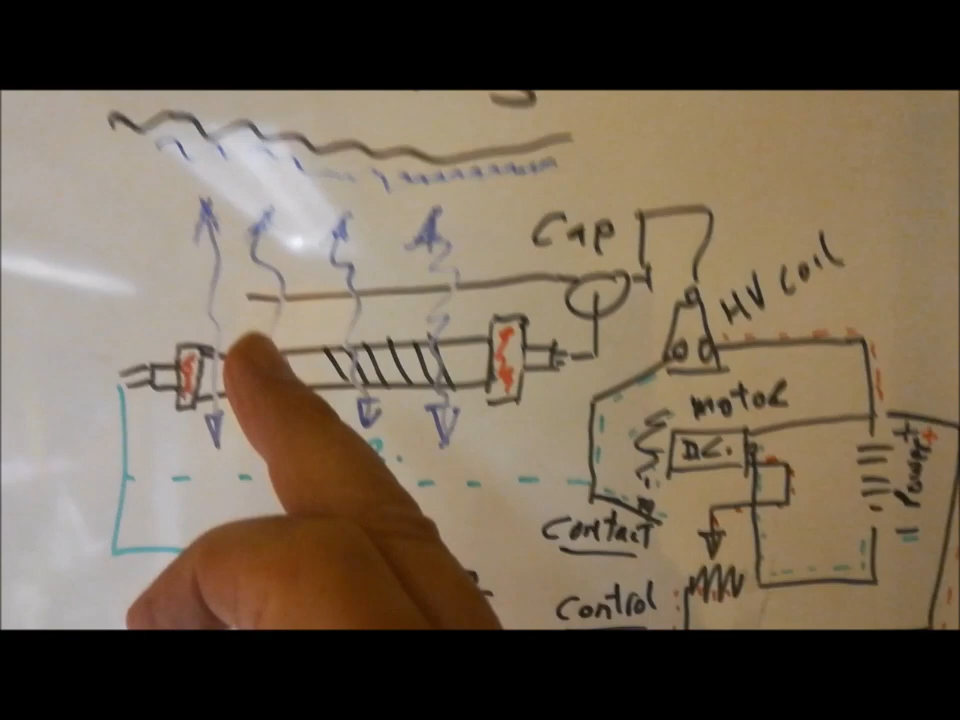 Cap
HV coil
motor
DC.
Power
+
+
Contact
Control